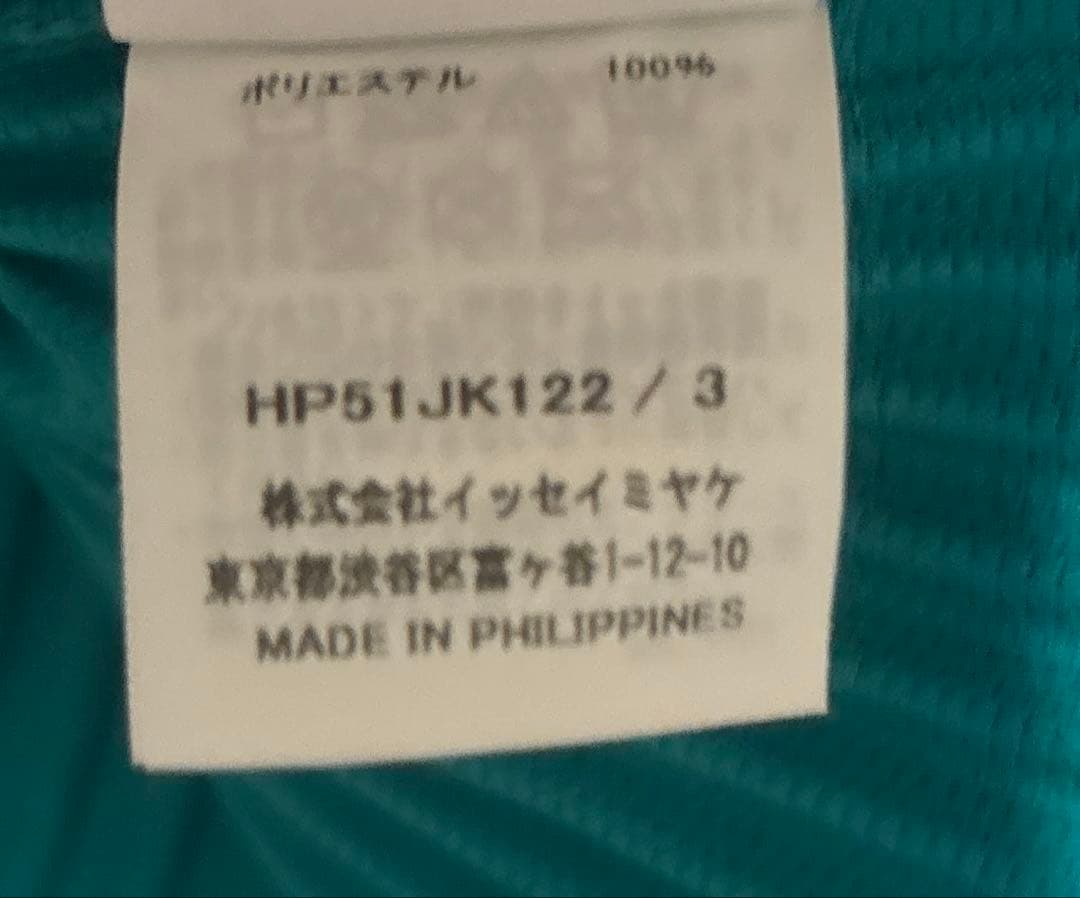 ポリエステル 100%
HP51JK122 / 3
株式会社イッセイミヤケ
東京都渋谷区富ヶ谷1-12-10
MADE IN PHILIPPINES